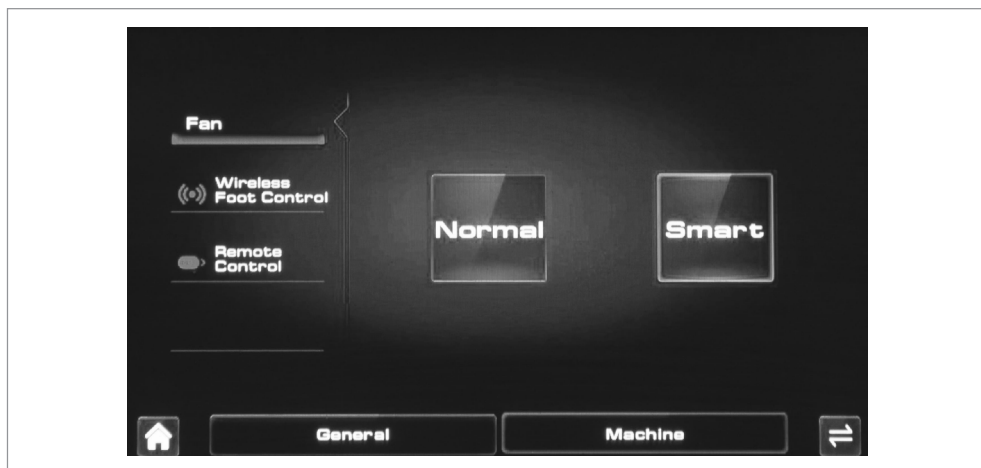 Fan
Wireless
Foot Control
Remote
Control
Normal
Smart
General
Machine